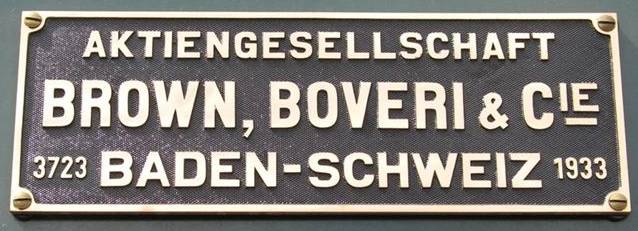 AKTIENGESELLSCHAFT
BROWN, BOVERI & CIE
3723 BADEN-SCHWEIZ 1933